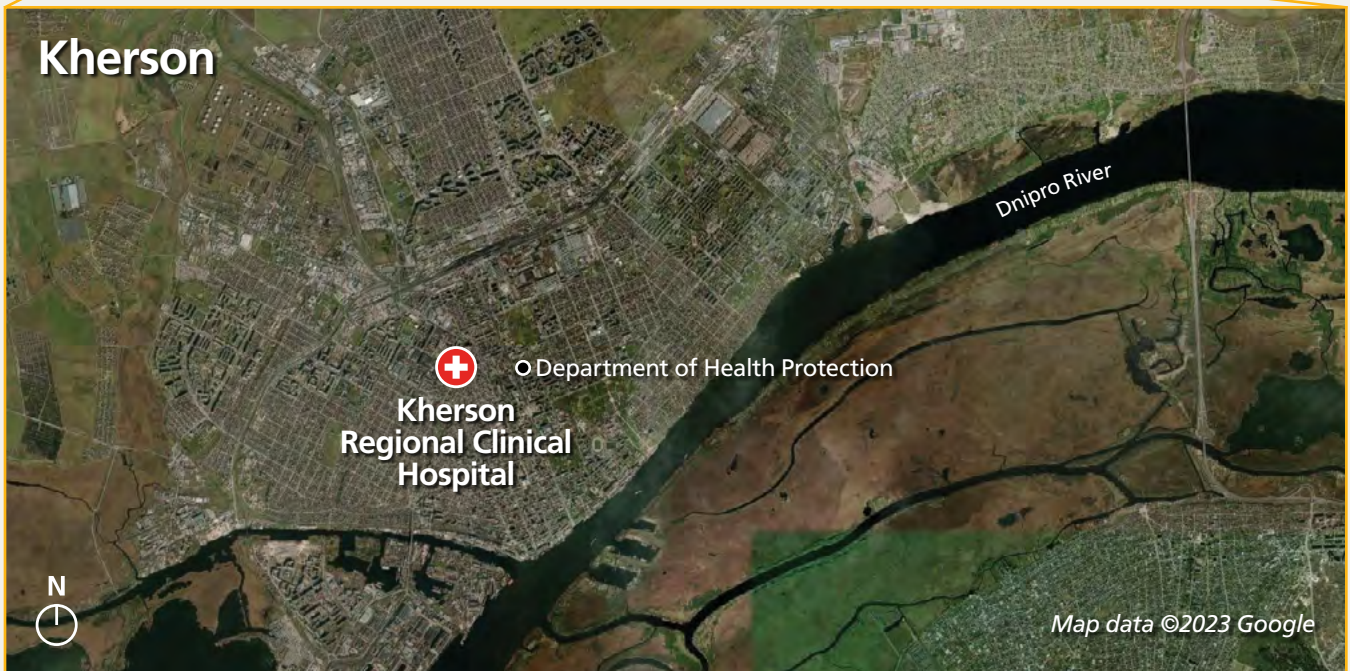 Kherson
Dnipro River
Department of Health Protection
Kherson
Regional Clinical
Hospital
N
Map data ©2023 Google